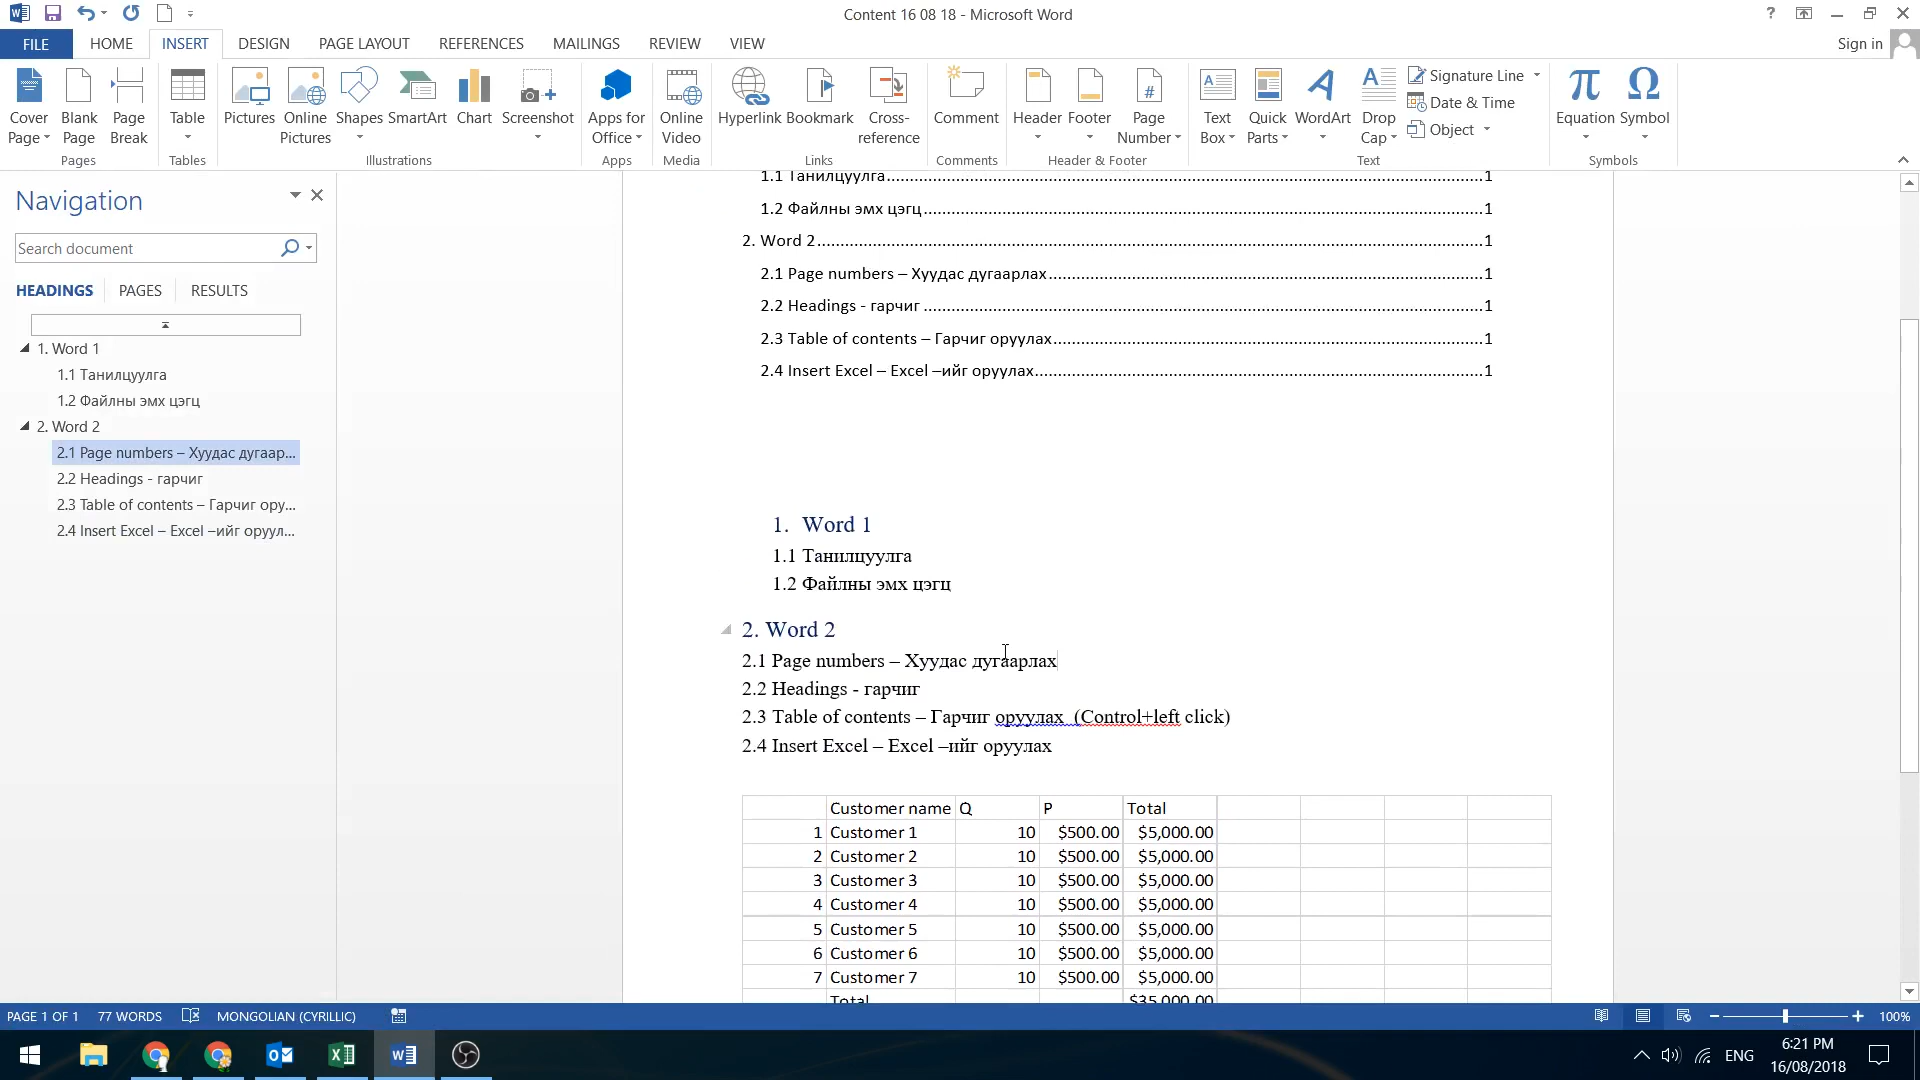 Content 16 08 18 - Microsoft Word
?
FILE HOME INSERT DESIGN PAGE LAYOUT REFERENCES MAILINGS REVIEW VIEW Sign in
Cover Page Blank Page Page Break Table Pictures Online Pictures Shapes SmartArt Chart Screenshot Apps for Office Online Video Hyperlink Bookmark Cross-reference Comment Header Footer Page Number Text Box Quick Parts WordArt Drop Cap Signature Line Date & Time Object Equation Symbol
Pages Tables Illustrations Apps Media Links Comments Header & Footer Text Symbols
Navigation
Search document
HEADINGS PAGES RESULTS
1. Word 1
1.1 Танилцуулга
1.2 Файлны эмх цэгц
2. Word 2
2.1 Page numbers – Хуудас дугаар...
2.2 Headings - гарчиг
2.3 Table of contents – Гарчиг ору...
2.4 Insert Excel – Excel –ийг оруул...
1.1 Танилцуулга 1
1.2 Файлны эмх цэгц 1
2. Word 2 1
2.1 Page numbers – Хуудас дугаарлах 1
2.2 Headings - гарчиг 1
2.3 Table of contents – Гарчиг оруулах 1
2.4 Insert Excel – Excel –ийг оруулах 1
1. Word 1
1.1 Танилцуулга
1.2 Файлны эмх цэгц
2. Word 2
2.1 Page numbers – Хуудас дугаарлах
2.2 Headings - гарчиг
2.3 Table of contents – Гарчиг оруулах (Control+left click)
2.4 Insert Excel – Excel –ийг оруулах
Customer name Q P Total
1 Customer 1 10 $500.00 $5,000.00
2 Customer 2 10 $500.00 $5,000.00
3 Customer 3 10 $500.00 $5,000.00
4 Customer 4 10 $500.00 $5,000.00
5 Customer 5 10 $500.00 $5,000.00
6 Customer 6 10 $500.00 $5,000.00
7 Customer 7 10 $500.00 $5,000.00
Total $35,000.00
PAGE 1 OF 1 77 WORDS MONGOLIAN (CYRILLIC) 100%
ENG
6:21 PM
16/08/2018